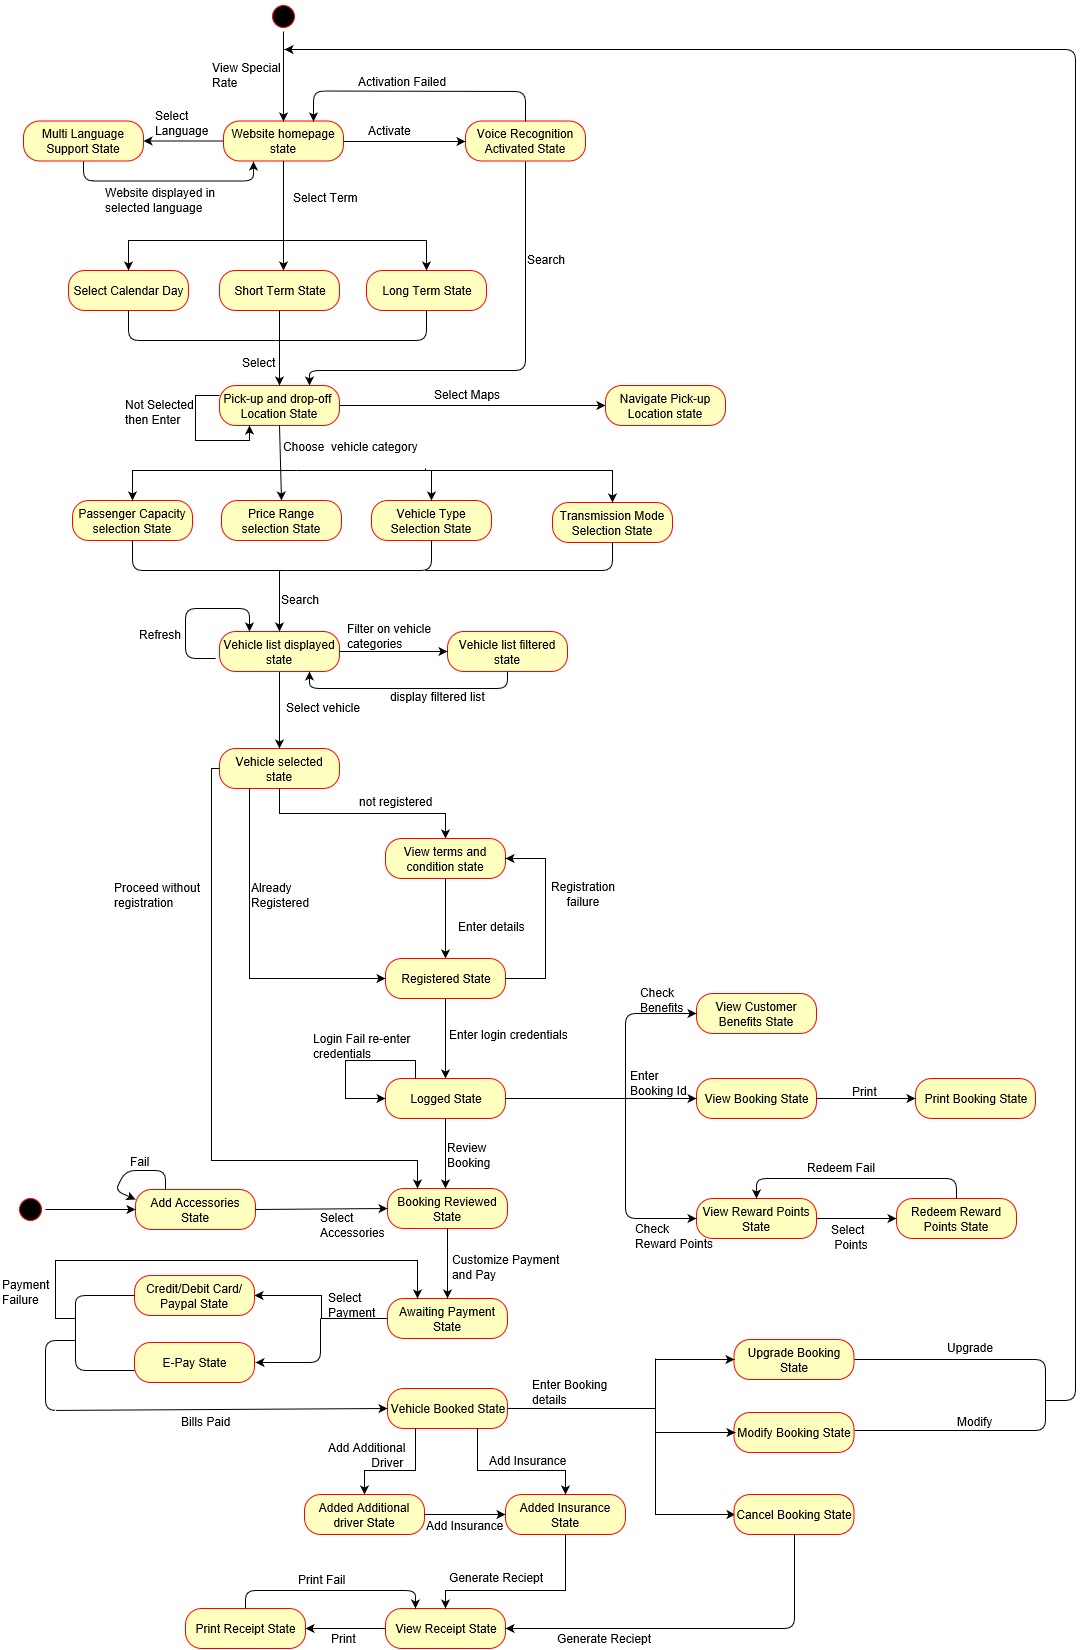 View Special
Rate
Activation Failed
Select
Language
Multi Language
Support State
Website homepage
state
Activate
Voice Recognition
Activated State
Website displayed in
selected language
Select Term
Search
Select Calendar Day
Short Term State
Long Term State
Select
Not Selected
then Enter
Pick-up and drop-off
Location State
Select Maps
Navigate Pick-up
Location state
Choose  vehicle category
Passenger Capacity
selection State
Price Range
selection State
Vehicle Type
Selection State
Transmission Mode
Selection State
Search
Refresh
Vehicle list displayed
state
Filter on vehicle
categories
Vehicle list filtered
state
display filtered list
Select vehicle
Vehicle selected
state
not registered
View terms and
condition state
Proceed without
registration
Already
Registered
Registration
failure
Enter details
Registered State
Check
Benefits
View Customer
Benefits State
Enter login credentials
Login Fail re-enter
credentials
Logged State
Enter
Booking Id
View Booking State
Print
Print Booking State
Review
Booking
Fail
Add Accessories
State
Select
Accessories
Booking Reviewed
State
Redeem Fail
Check
Reward Points
View Reward Points
State
Select
Points
Redeem Reward
Points State
Customize Payment
and Pay
Payment
Failure
Credit/Debit Card/
Paypal State
Select
Payment
Awaiting Payment
State
E-Pay State
Bills Paid
Vehicle Booked State
Enter Booking
details
Upgrade Booking
State
Upgrade
Modify Booking State
Modify
Add Additional
Driver
Add Insurance
Added Additional
driver State
Add Insurance
Added Insurance
State
Cancel Booking State
Print Fail
Generate Reciept
Print Receipt State
Print
View Receipt State
Generate Reciept